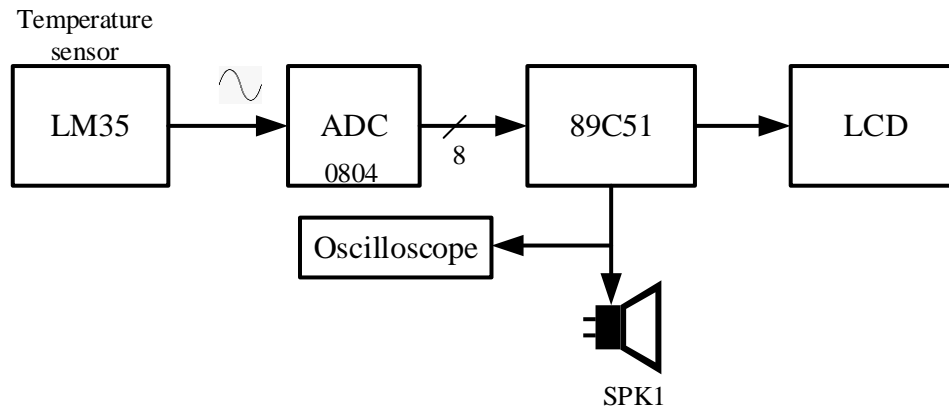 Temperature
sensor
LM35
ADC
0804
8
89C51
LCD
Oscilloscope
SPK1